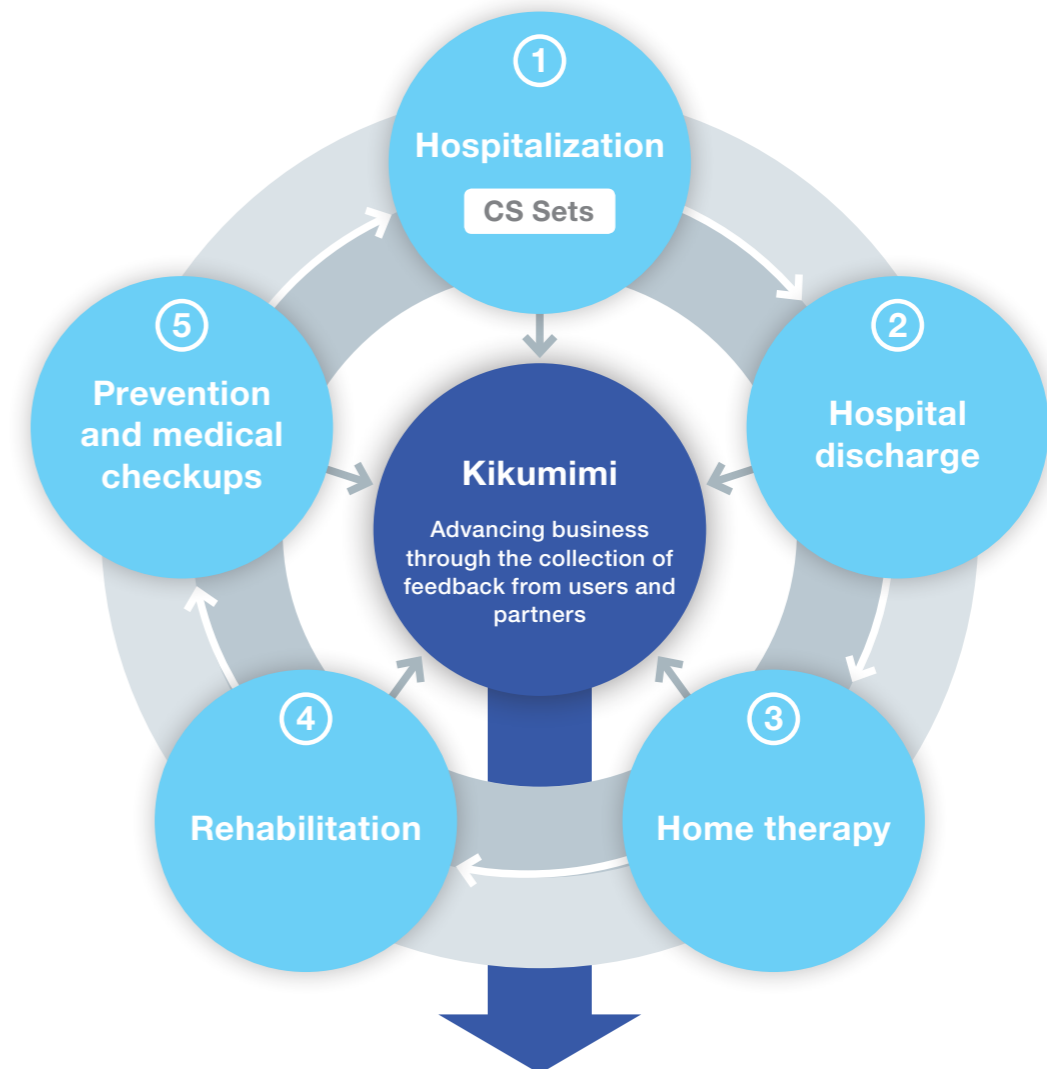 1
Hospitalization
CS Sets
2
Hospital
discharge
3
Home therapy
4
Rehabilitation
5
Prevention
and medical
checkups
Kikumimi
Advancing business
through the collection of
feedback from users and
partners